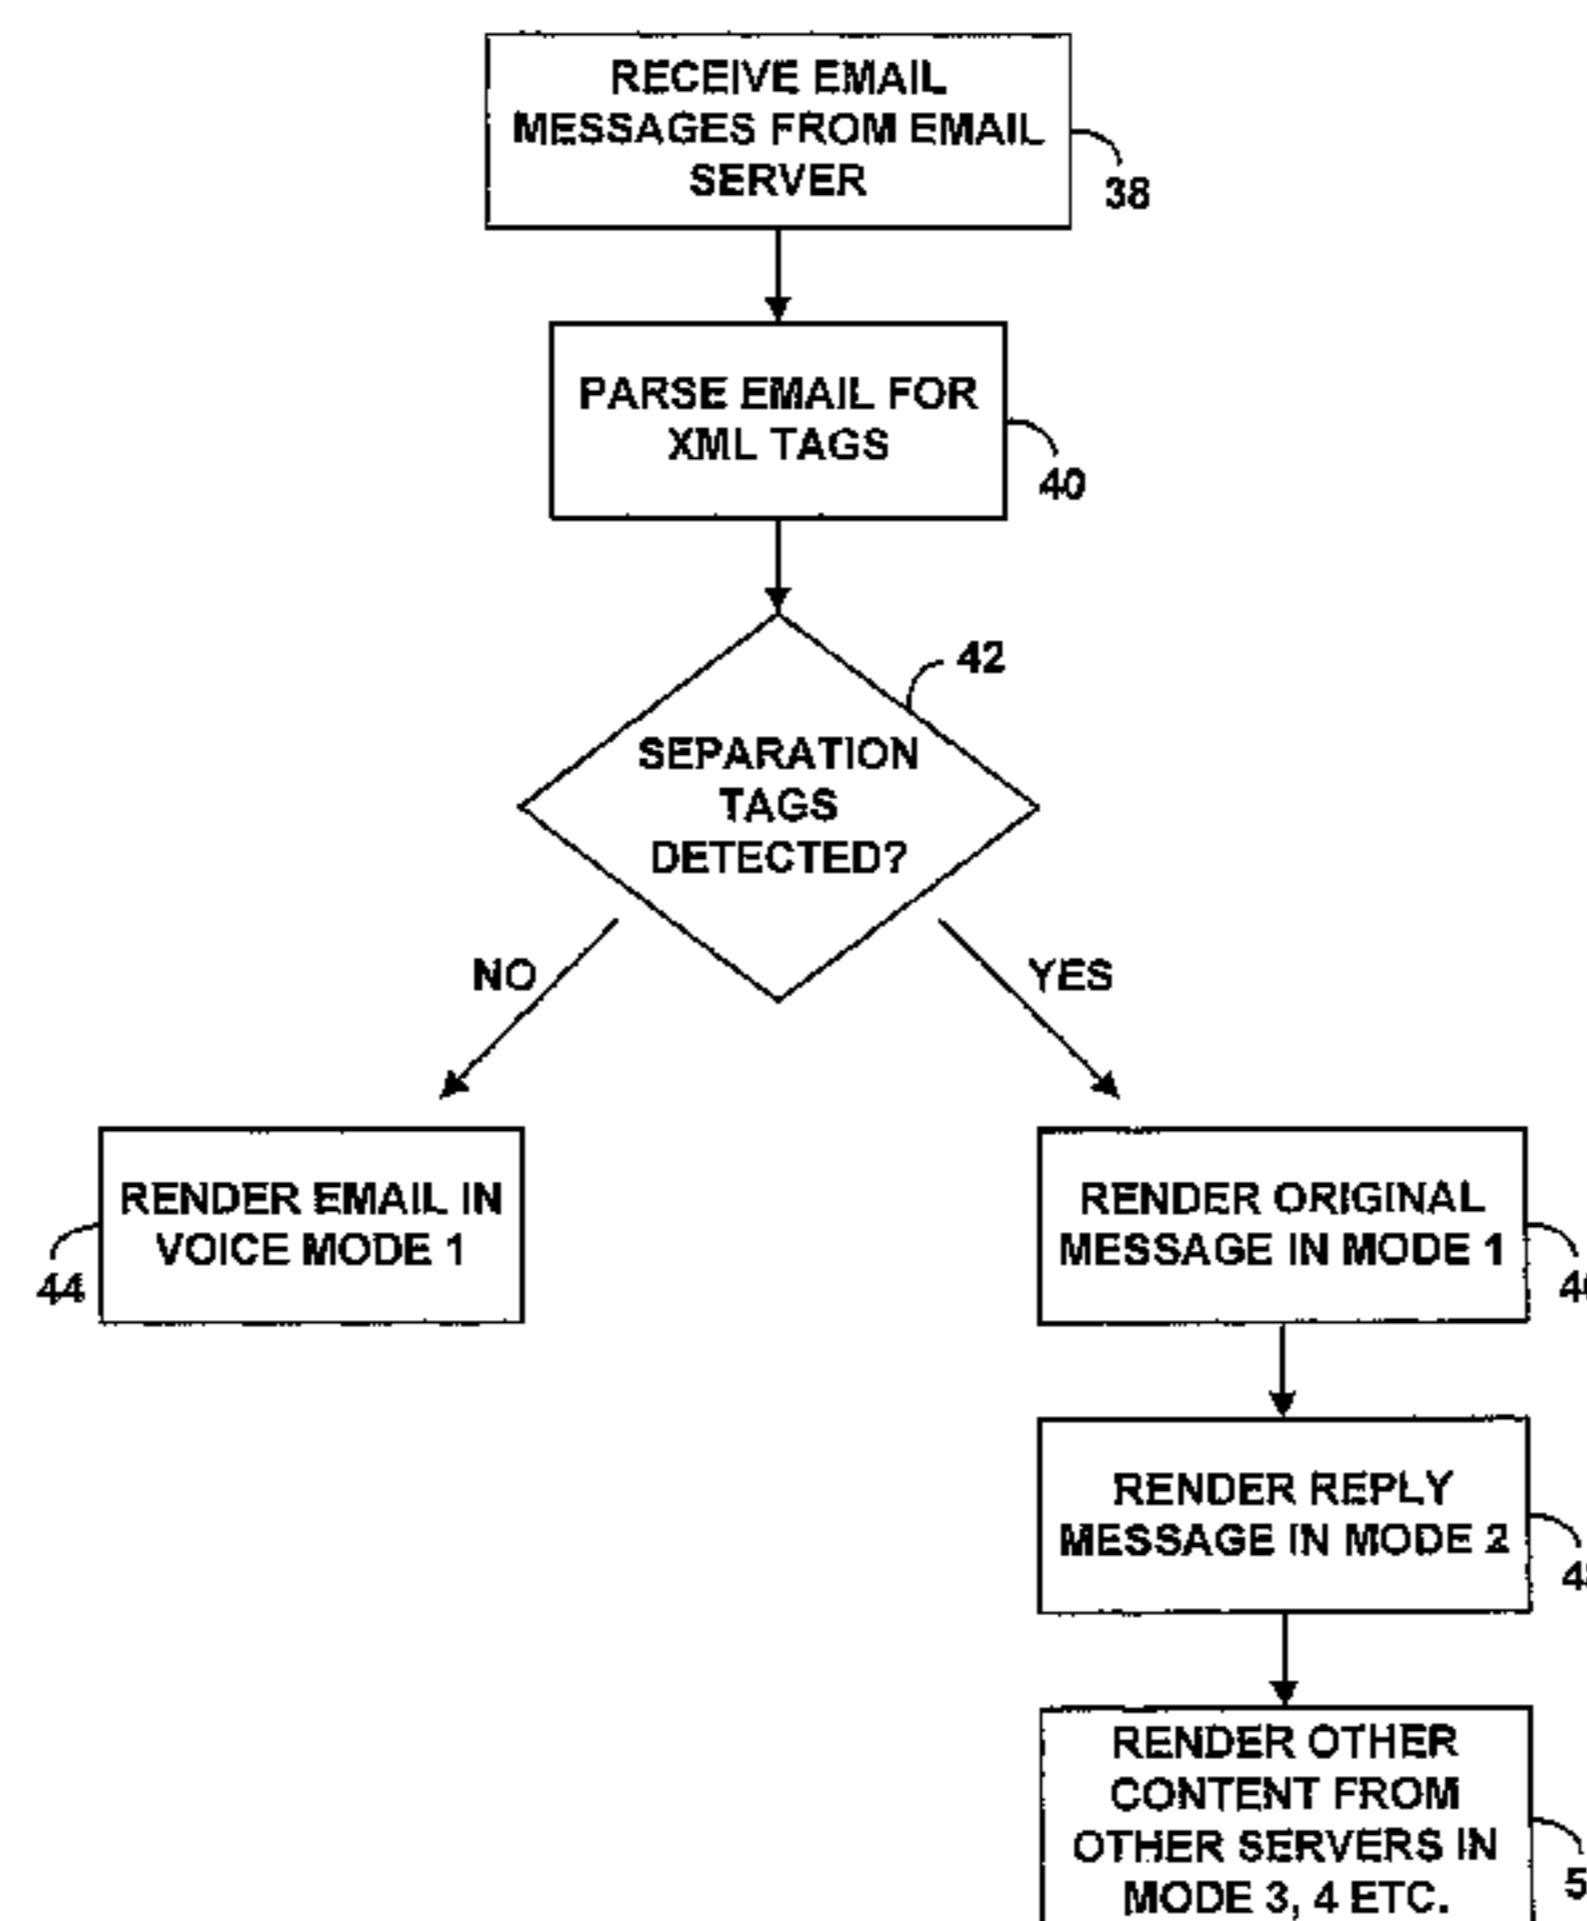 RECEIVE EMAIL
MESSAGES FROM EMAIL
SERVER
38
PARSE EMAIL FOR
XML TAGS
40
42
SEPARATION
TAGS
DETECTED?
NO
YES
RENDER EMAIL IN
VOICE MODE 1
44
RENDER ORIGINAL
MESSAGE IN MODE 1
RENDER REPLY
MESSAGE IN MODE 2
RENDER OTHER
CONTENT FROM
OTHER SERVERS IN
MODE 3, 4 ETC.